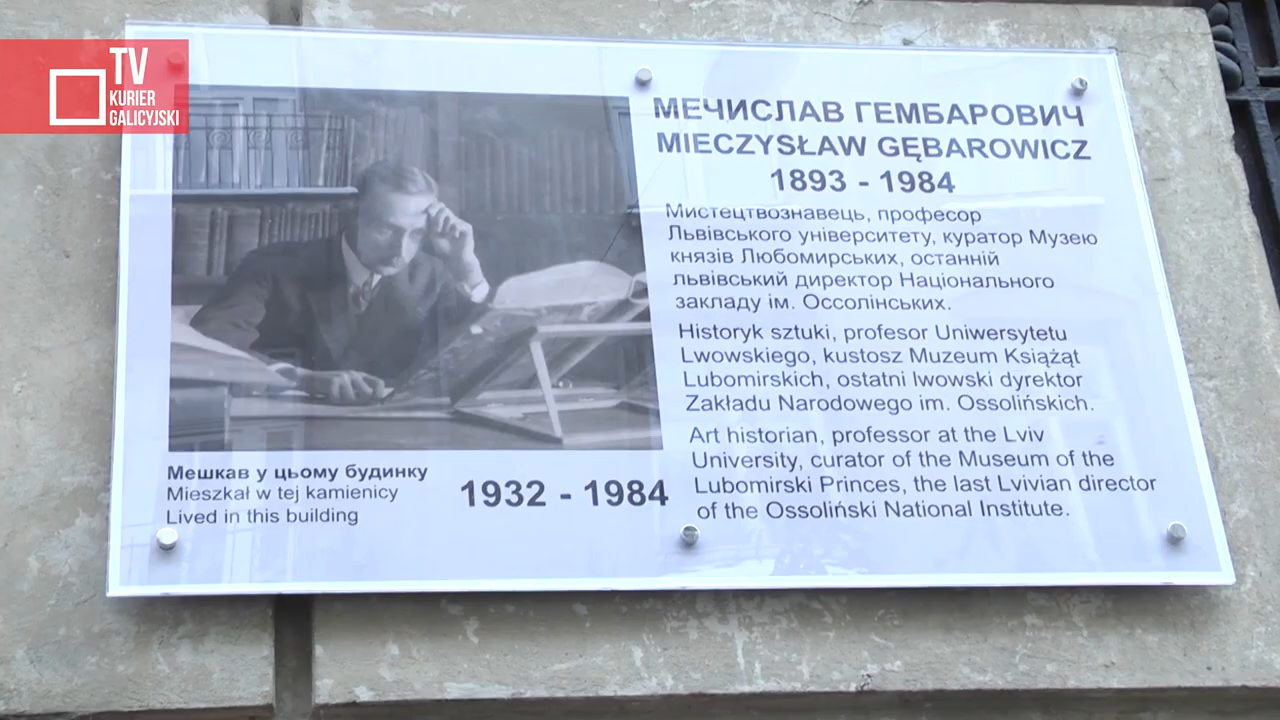 TV
KURIER
GALICYJSKI
МЕЧИСЛАВ ГЕМБАРОВИЧ
MIECZYSŁAW GĘBAROWICZ
1893 - 1984
Мистецтвознавець, професор
Львівського університету, куратор Музею
князів Любомирських, останній
львівський директор Національного
закладу ім. Оссолінських.
Historyk sztuki, profesor Uniwersytetu
Lwowskiego, kustosz Muzeum Książąt
Lubomirskich, ostatni lwowski dyrektor
Zakładu Narodowego im. Ossolińskich.
Art historian, professor at the Lviv
University, curator of the Museum of the
Lubomirski Princes, the last Lvivian director
of the Ossoliński National Institute.
Мешкав у цьому будинку
Mieszkał w tej kamienicy
Lived in this building
1932 - 1984